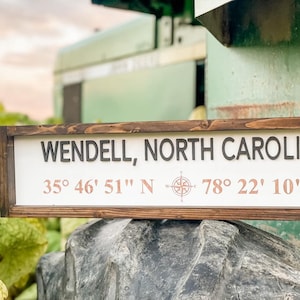 WENDELL, NORTH CAROLI
35° 46' 51" N 78° 22' 10"